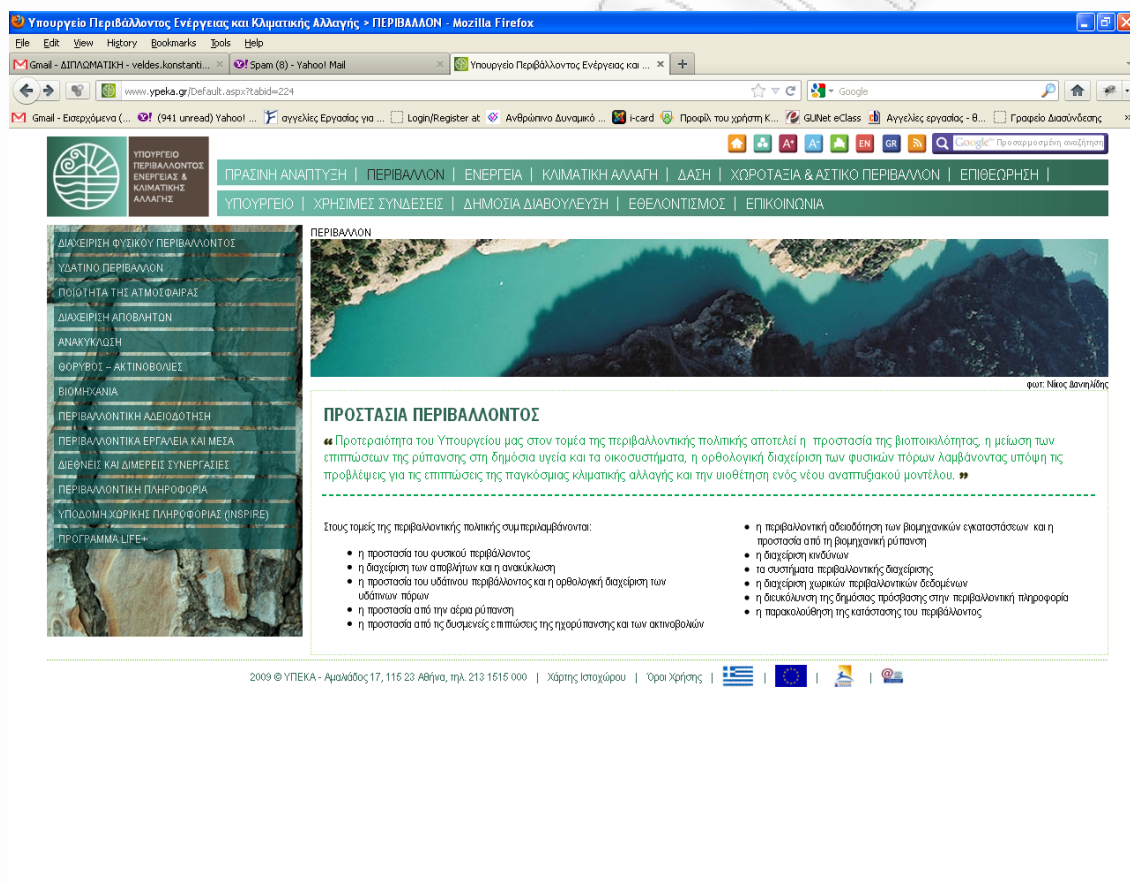 Υπουργείο Περιβάλλοντος Ενέργειας και Κλιματικής Αλλαγής > ΠΕΡΙΒΑΛΛΟΝ - Mozilla Firefox
File Edit View History Bookmarks Tools Help
Gmail - ΔΙΠΛΩΜΑΤΙΚΗ - veldes.konstanti... × Spam (8) - Yahoo! Mail × Υπουργείο Περιβάλλοντος Ενέργειας και ... × +
www.ypeka.gr/Default.aspx?tabid=224 Google
Gmail - Εισερχόμενα (... (941 unread) Yahoo! ... αγγελίες Εργασίας για ... Login/Register at Ανθρώπινο Δυναμικό ... i-card Προφίλ του χρήστη K... GUNet eClass Αγγελίες εργασίας - θ... Γραφείο Διασύνδεσης »
ΥΠΟΥΡΓΕΙΟ
ΠΕΡΙΒΑΛΛΟΝΤΟΣ
ΕΝΕΡΓΕΙΑΣ &
ΚΛΙΜΑΤΙΚΗΣ
ΑΛΛΑΓΗΣ
A+ A- EN GR Google™ Προσαρμοσμένη αναζήτηση
ΠΡΑΣΙΝΗ ΑΝΑΠΤΥΞΗ | ΠΕΡΙΒΑΛΛΟΝ | ΕΝΕΡΓΕΙΑ | ΚΛΙΜΑΤΙΚΗ ΑΛΛΑΓΗ | ΔΑΣΗ | ΧΩΡΟΤΑΞΙΑ & ΑΣΤΙΚΟ ΠΕΡΙΒΑΛΛΟΝ | ΕΠΙΘΕΩΡΗΣΗ |
ΥΠΟΥΡΓΕΙΟ | ΧΡΗΣΙΜΕΣ ΣΥΝΔΕΣΕΙΣ | ΔΗΜΟΣΙΑ ΔΙΑΒΟΥΛΕΥΣΗ | ΕΘΕΛΟΝΤΙΣΜΟΣ | ΕΠΙΚΟΙΝΩΝΙΑ
ΔΙΑΧΕΙΡΙΣΗ ΦΥΣΙΚΟΥ ΠΕΡΙΒΑΛΛΟΝΤΟΣ
ΥΔΑΤΙΝΟ ΠΕΡΙΒΑΛΛΟΝ
ΠΟΙΟΤΗΤΑ ΤΗΣ ΑΤΜΟΣΦΑΙΡΑΣ
ΔΙΑΧΕΙΡΙΣΗ ΑΠΟΒΛΗΤΩΝ
ΑΝΑΚΥΚΛΩΣΗ
ΘΟΡΥΒΟΣ – ΑΚΤΙΝΟΒΟΛΙΕΣ
ΒΙΟΜΗΧΑΝΙΑ
ΠΕΡΙΒΑΛΛΟΝΤΙΚΗ ΑΔΕΙΟΔΟΤΗΣΗ
ΠΕΡΙΒΑΛΛΟΝΤΙΚΑ ΕΡΓΑΛΕΙΑ ΚΑΙ ΜΕΣΑ
ΔΙΕΘΝΕΙΣ ΚΑΙ ΔΙΜΕΡΕΙΣ ΣΥΝΕΡΓΑΣΙΕΣ
ΠΕΡΙΒΑΛΛΟΝΤΙΚΗ ΠΛΗΡΟΦΟΡΙΑ
ΥΠΟΔΟΜΗ ΧΩΡΙΚΗΣ ΠΛΗΡΟΦΟΡΙΑΣ (INSPIRE)
ΠΡΟΓΡΑΜΜΑ LIFE+
ΠΕΡΙΒΑΛΛΟΝ
φωτ: Νίκος Δανιηλίδης
ΠΡΟΣΤΑΣΙΑ ΠΕΡΙΒΑΛΛΟΝΤΟΣ
“ Προτεραιότητα του Υπουργείου μας στον τομέα της περιβαλλοντικής πολιτικής αποτελεί η προστασία της βιοποικιλότητας, η μείωση των
επιπτώσεων της ρύπανσης στη δημόσια υγεία και τα οικοσυστήματα, η ορθολογική διαχείριση των φυσικών πόρων λαμβάνοντας υπόψη τις
προβλέψεις για τις επιπτώσεις της παγκόσμιας κλιματικής αλλαγής και την υιοθέτηση ενός νέου αναπτυξιακού μοντέλου. ”
Στους τομείς της περιβαλλοντικής πολιτικής συμπεριλαμβάνονται:
• η προστασία του φυσικού περιβάλλοντος
• η διαχείριση των αποβλήτων και η ανακύκλωση
• η προστασία του υδάτινου περιβάλλοντος και η ορθολογική διαχείριση των
υδάτινων πόρων
• η προστασία από την αέρια ρύπανση
• η προστασία από τις δυσμενείς επιπτώσεις της ηχορύπανσης και των ακτινοβολιών
• η περιβαλλοντική αδειοδότηση των βιομηχανικών εγκαταστάσεων και η
προστασία από τη βιομηχανική ρύπανση
• η διαχείριση κινδύνων
• τα συστήματα περιβαλλοντικής διαχείρισης
• η διαχείριση χωρικών περιβαλλοντικών δεδομένων
• η διευκόλυνση της δημόσιας πρόσβασης στην περιβαλλοντική πληροφορία
• η παρακολούθηση της κατάστασης του περιβάλλοντος
2009 © ΥΠΕΚΑ - Αμαλιάδος 17, 115 23 Αθήνα, τηλ. 213 1515 000 | Χάρτης Ιστοχώρου | Όροι Χρήσης | | | |